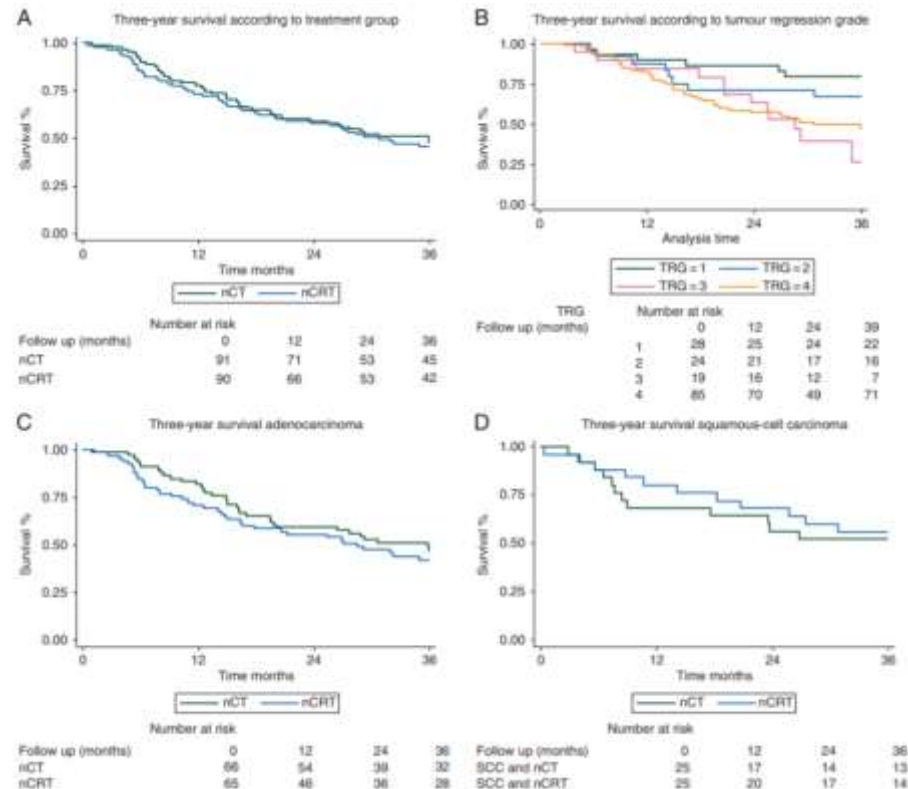 A Three-year survival according to treatment group
1.00
0.75
0.50
0.25
0.00
Survival %
0 12 24 36
Time months
nCT nCRT
Number at risk
Follow up (months) 0 12 24 36
nCT 91 71 53 45
nCRT 90 66 53 42
B Three-year survival according to tumour regression grade
1.00
0.75
0.50
0.25
0.00
Survival %
0 12 24 36
Analysis time
TRG = 1 TRG = 2
TRG = 3 TRG = 4
TRG Number at risk
Follow up (months) 0 12 24 39
1 28 25 24 22
2 24 21 17 16
3 19 16 12 7
4 85 70 49 71
C Three-year survival adenocarcinoma
1.00
0.75
0.50
0.25
0.00
Survival %
0 12 24 36
Time months
nCT nCRT
Number at risk
Follow up (months) 0 12 24 36
nCT 66 54 39 32
nCRT 65 46 36 28
D Three-year survival squamous-cell carcinoma
1.00
0.75
0.50
0.25
0.00
Survival %
0 12 24 36
Time months
nCT nCRT
Number at risk
Follow up (months) 0 12 24 36
SCC and nCT 25 17 14 13
SCC and nCRT 25 20 17 14